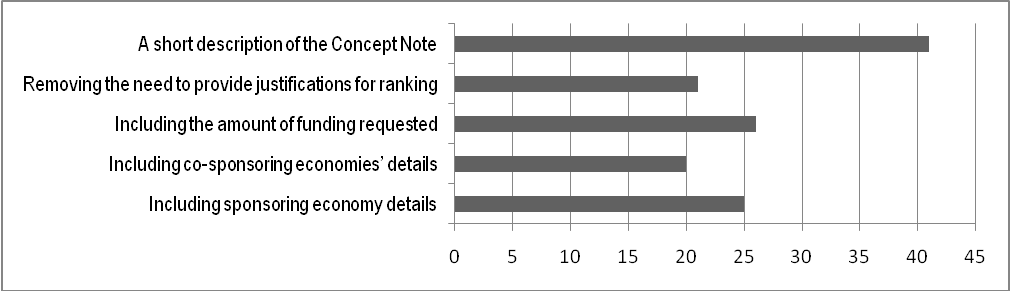 A short description of the Concept Note
Removing the need to provide justifications for ranking
Including the amount of funding requested
Including co-sponsoring economies’ details
Including sponsoring economy details
0 5 10 15 20 25 30 35 40 45